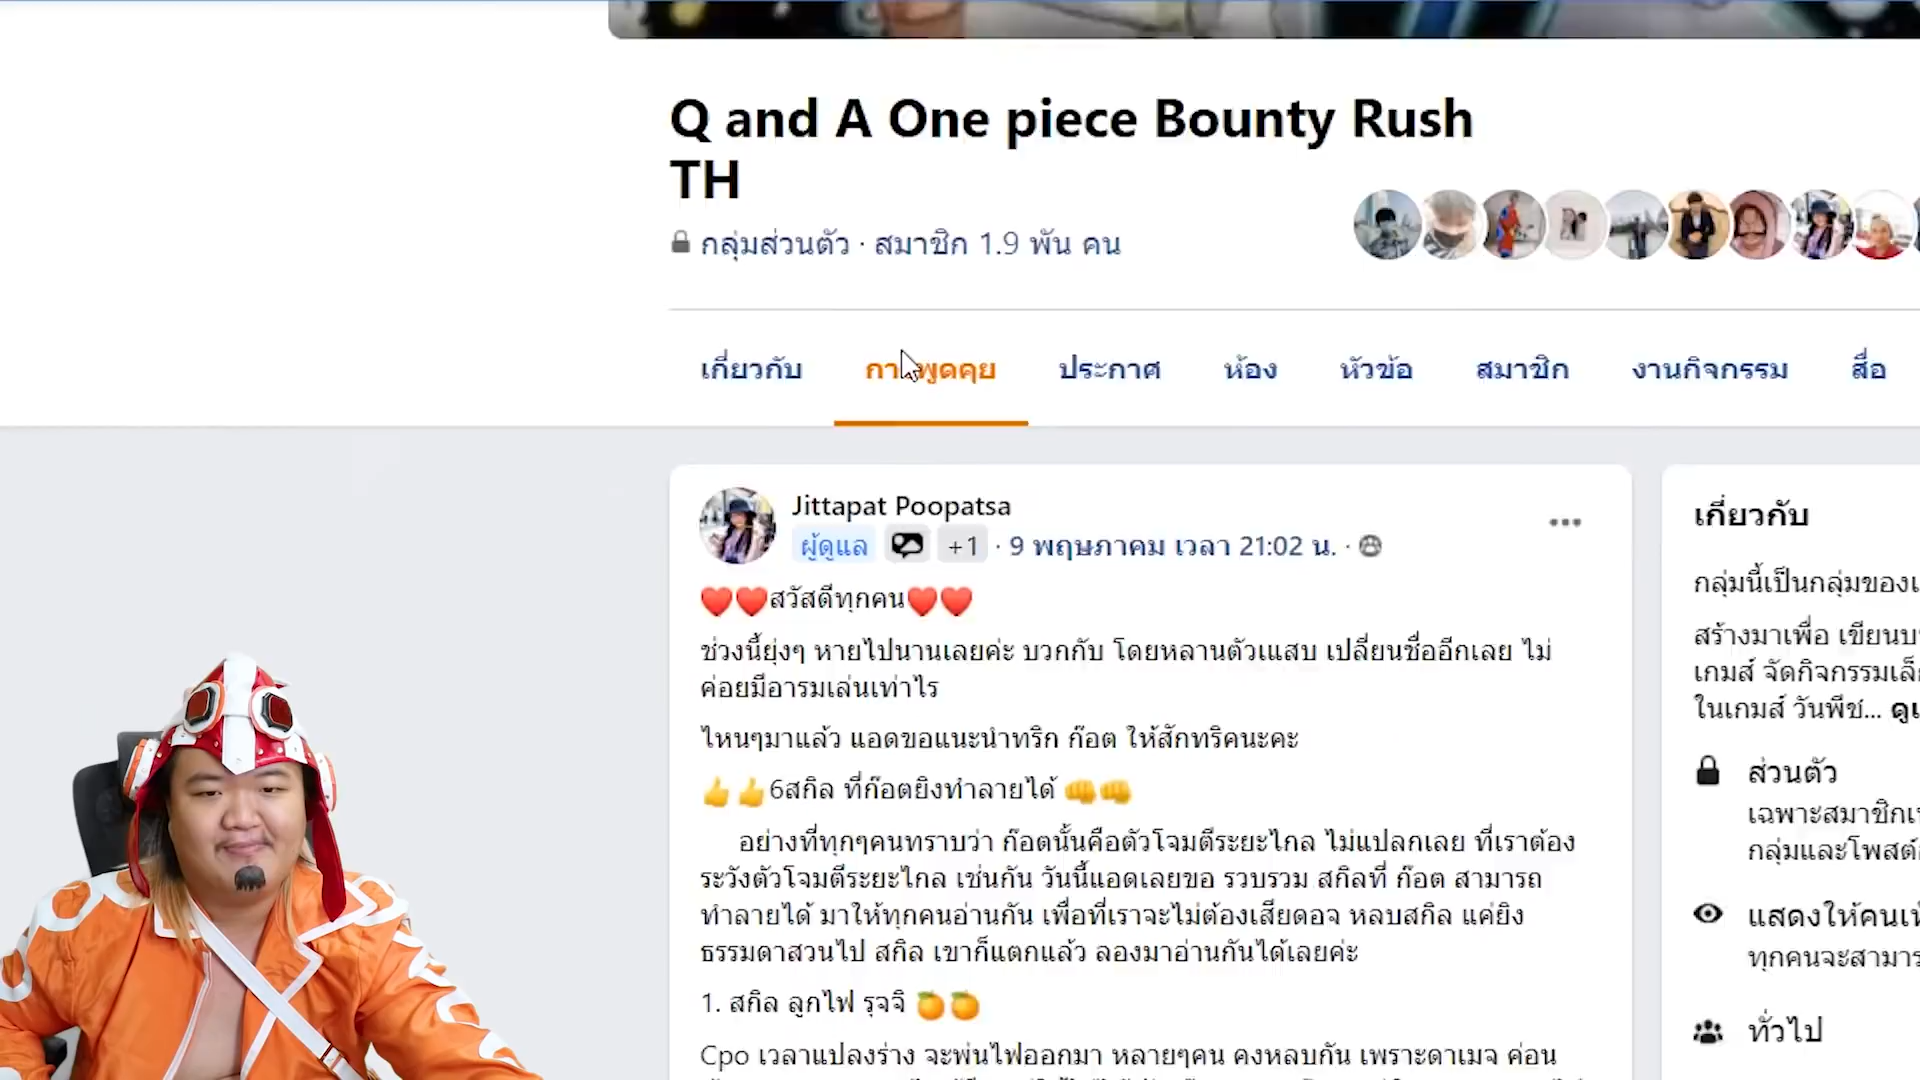 Q and A One piece Bounty Rush
TH
กลุ่มส่วนตัว · สมาชิก 1.9 พัน คน
เกี่ยวกับ
พูดคุย
ประกาศ
ห้อง
หัวข้อ
สมาชิก
งานกิจกรรม
สื่อ
Jittapat Poopatsa
ผู้ดูแล +1 · 9 พฤษภาคม เวลา 21:02 น. ·
❤️❤️สวัสดีทุกคน❤️❤️
ช่วงนี้ยุ่งๆ หายไปนานเลยค่ะ บวกกับ โดยหลานตัวเเสบ เปลี่ยนชื่ออีกเลย ไม่
ค่อยมีอารมเล่นเท่าไร
ไหนๆมาแล้ว แอดขอแนะนำทริก ก๊อต ให้สักทริคนะคะ
👍👍6สกิล ที่ก๊อตยิงทำลายได้ 👊👊
อย่างที่ทุกๆคนทราบว่า ก๊อตนั้นคือตัวโจมตีระยะไกล ไม่แปลกเลย ที่เราต้อง
ระวังตัวโจมตีระยะไกล เช่นกัน วันนี้แอดเลยขอ รวบรวม สกิลที่ ก๊อต สามารถ
ทำลายได้ มาให้ทุกคนอ่านกัน เพื่อที่เราจะไม่ต้องเสียดอจ หลบสกิล แค่ยิง
ธรรมดาสวนไป สกิล เขาก็แตกแล้ว ลองมาอ่านกันได้เลยค่ะ
1. สกิล ลูกไฟ รุจจิ 🍊🍊
Cpo เวลาแปลงร่าง จะพ่นไฟออกมา หลายๆคน คงหลบกัน เพราะดาเมจ ค่อน
เกี่ยวกับ
กลุ่มนี้เป็นกลุ่มของเ
สร้างมาเพื่อ เขียนบ
เกมส์ จัดกิจกรรมเล็
ในเกมส์ วันพีช... ดูเ
ส่วนตัว
เฉพาะสมาชิกเ
กลุ่มและโพสต์
แสดงให้คนเห็
ทุกคนจะสามาร
ทั่วไป